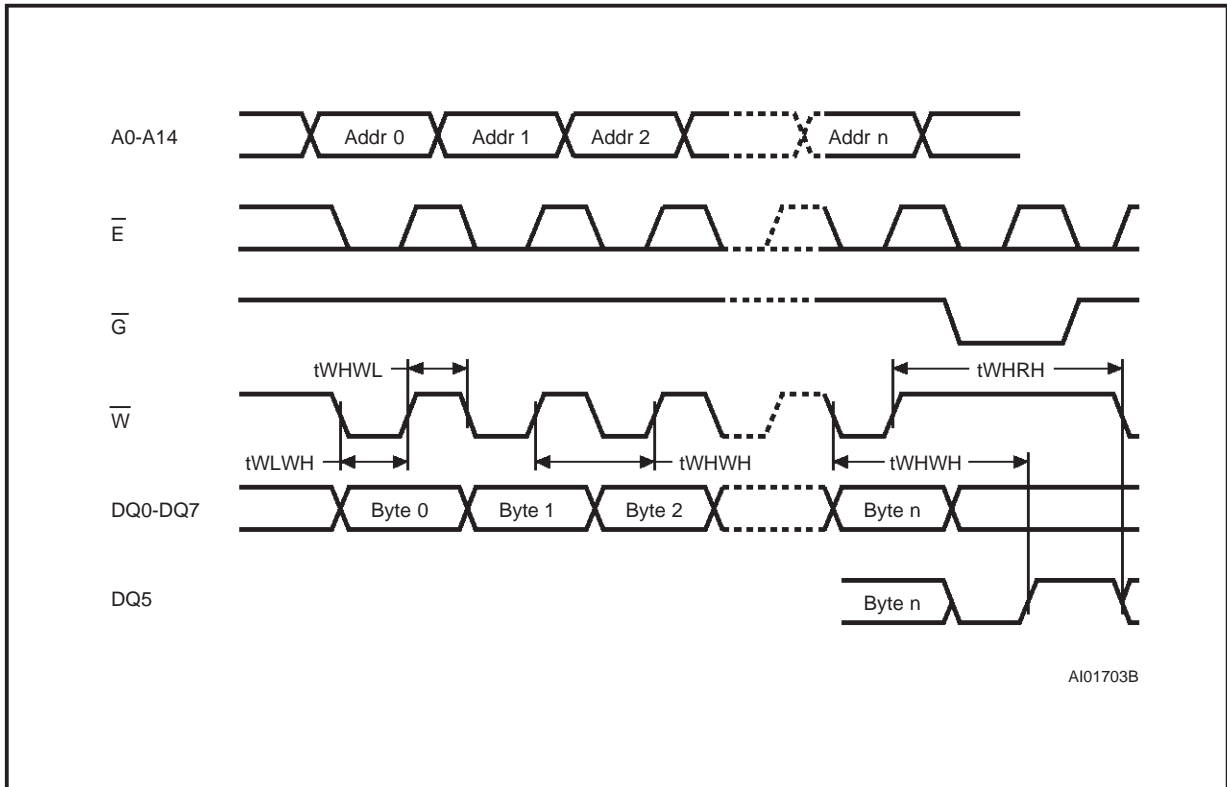 A0-A14 Addr 0 Addr 1 Addr 2 Addr n
E̅
G̅
tWHWL tWHRH
W̅
tWLWH tWHWH tWHWH
DQ0-DQ7 Byte 0 Byte 1 Byte 2 Byte n
DQ5 Byte n
AI01703B